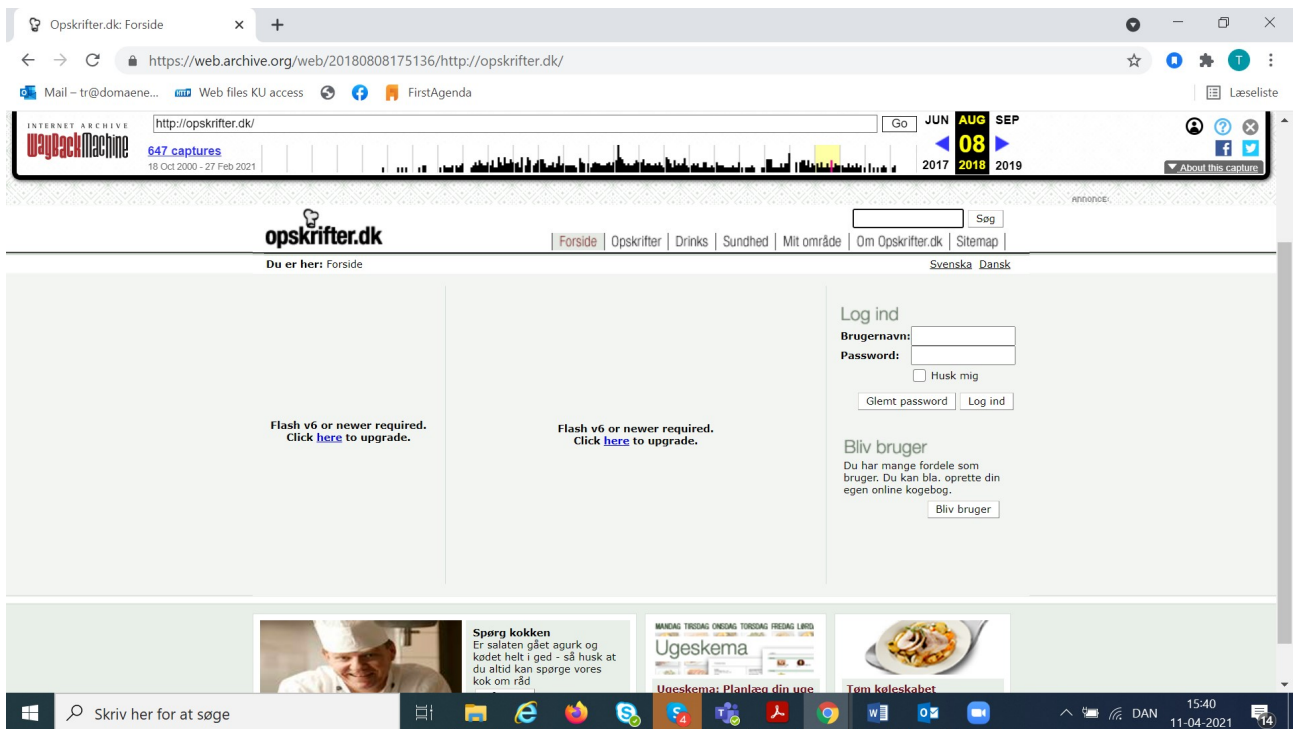 Opskrifter.dk: Forside
https://web.archive.org/web/20180808175136/http://opskrifter.dk/
T
Mail – tr@domaene...
Web files KU access
FirstAgenda
Læseliste
INTERNET ARCHIVE
WayBackMachine
http://opskrifter.dk/
Go
JUN AUG SEP
647 captures
08
18 Oct 2000 - 27 Feb 2021
2017 2018 2019
About this capture
ANNONCE:
opskrifter.dk
Søg
Forside | Opskrifter | Drinks | Sundhed | Mit område | Om Opskrifter.dk | Sitemap |
Du er her: Forside
Svenska Dansk
Flash v6 or newer required.
Click here to upgrade.
Flash v6 or newer required.
Click here to upgrade.
Log ind
Brugernavn:
Password:
Husk mig
Glemt password
Log ind
Bliv bruger
Du har mange fordele som
bruger. Du kan bla. oprette din
egen online kogebog.
Bliv bruger
Spørg kokken
Er salaten gået agurk og
kødet helt i ged - så husk at
du altid kan spørge vores
kok om råd
MANDAG TIRSDAG ONSDAG TORSDAG FREDAG LØRD
Ugeskema
Ugeskema: Planlæg din uge
Tøm køleskabet
Skriv her for at søge
4
DAN
15:40
11-04-2021
14